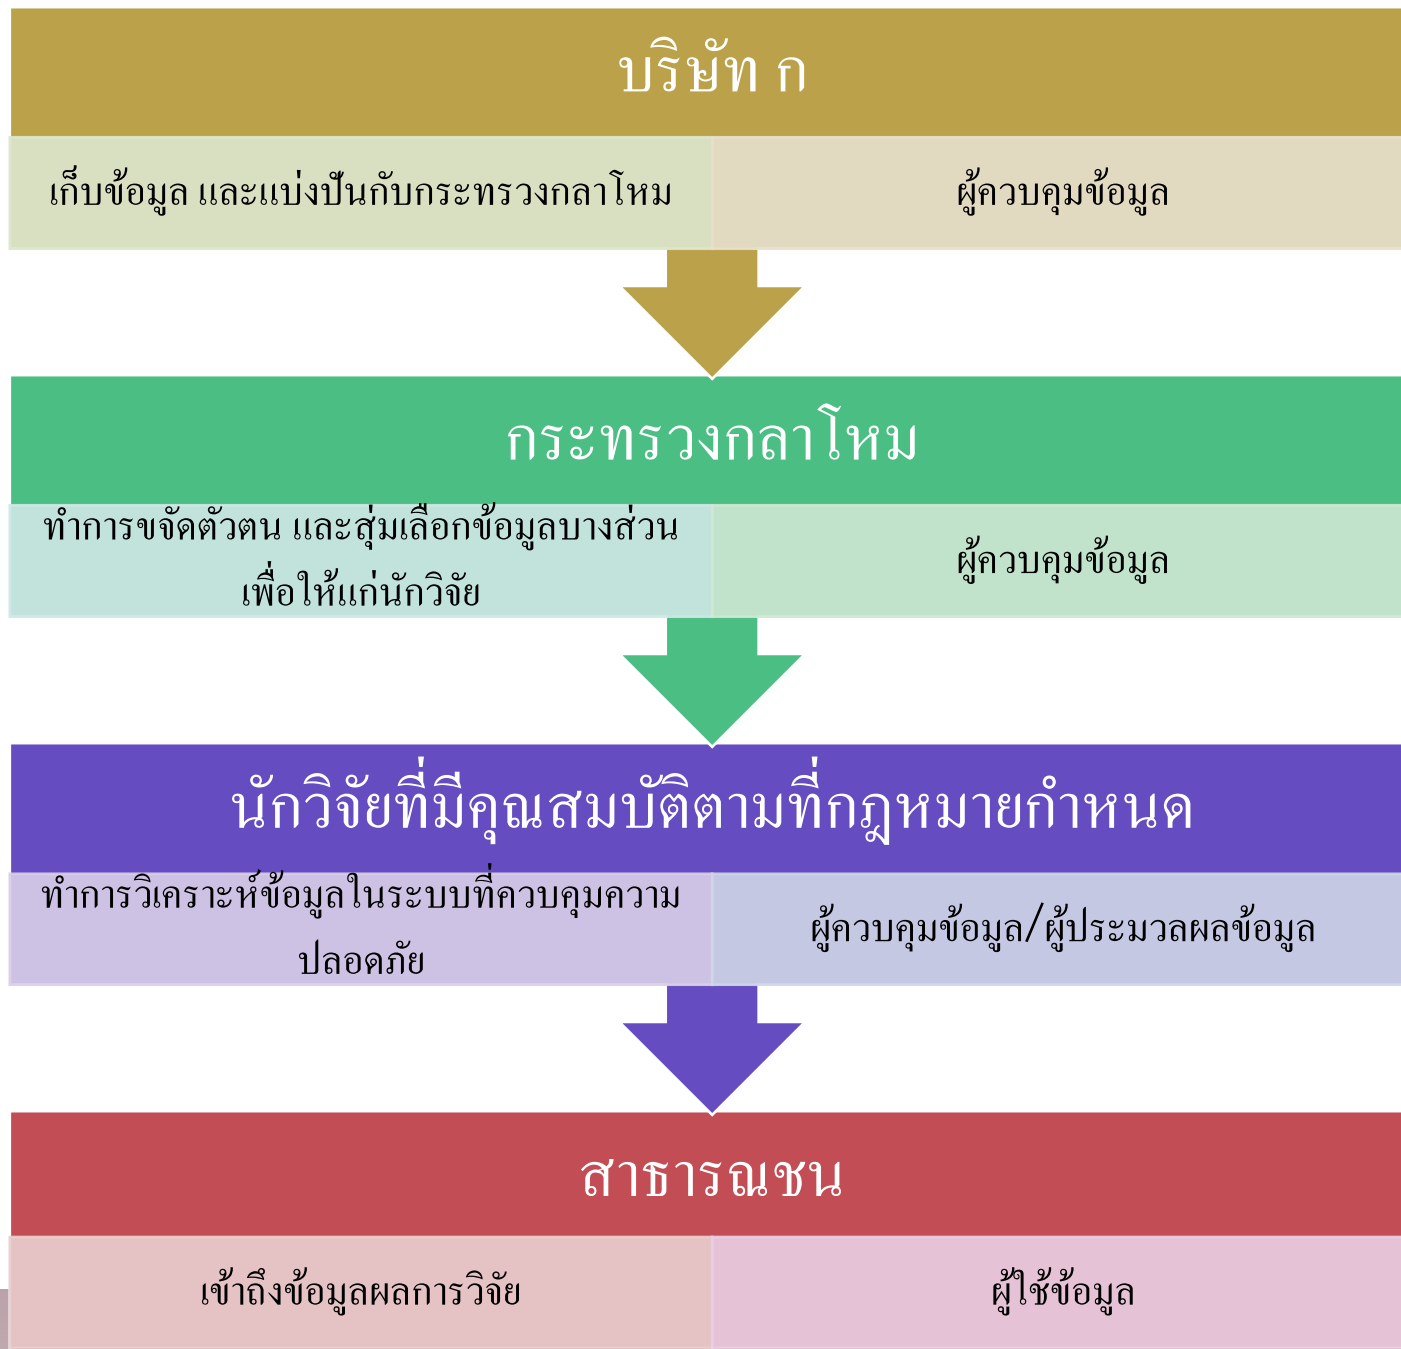 บริษัท ก
เก็บข้อมูล และแบ่งปันกับกระทรวงกลาโหม
ผู้ควบคุมข้อมูล
กระทรวงกลาโหม
ทำการขจัดตัวตน และสุ่มเลือกข้อมูลบางส่วน
เพื่อให้แก่นักวิจัย
ผู้ควบคุมข้อมูล
นักวิจัยที่มีคุณสมบัติตามที่กฎหมายกำหนด
ทำการวิเคราะห์ข้อมูลในระบบที่ควบคุมความ
ปลอดภัย
ผู้ควบคุมข้อมูล/ผู้ประมวลผลข้อมูล
สาธารณชน
เข้าถึงข้อมูลผลการวิจัย
ผู้ใช้ข้อมูล